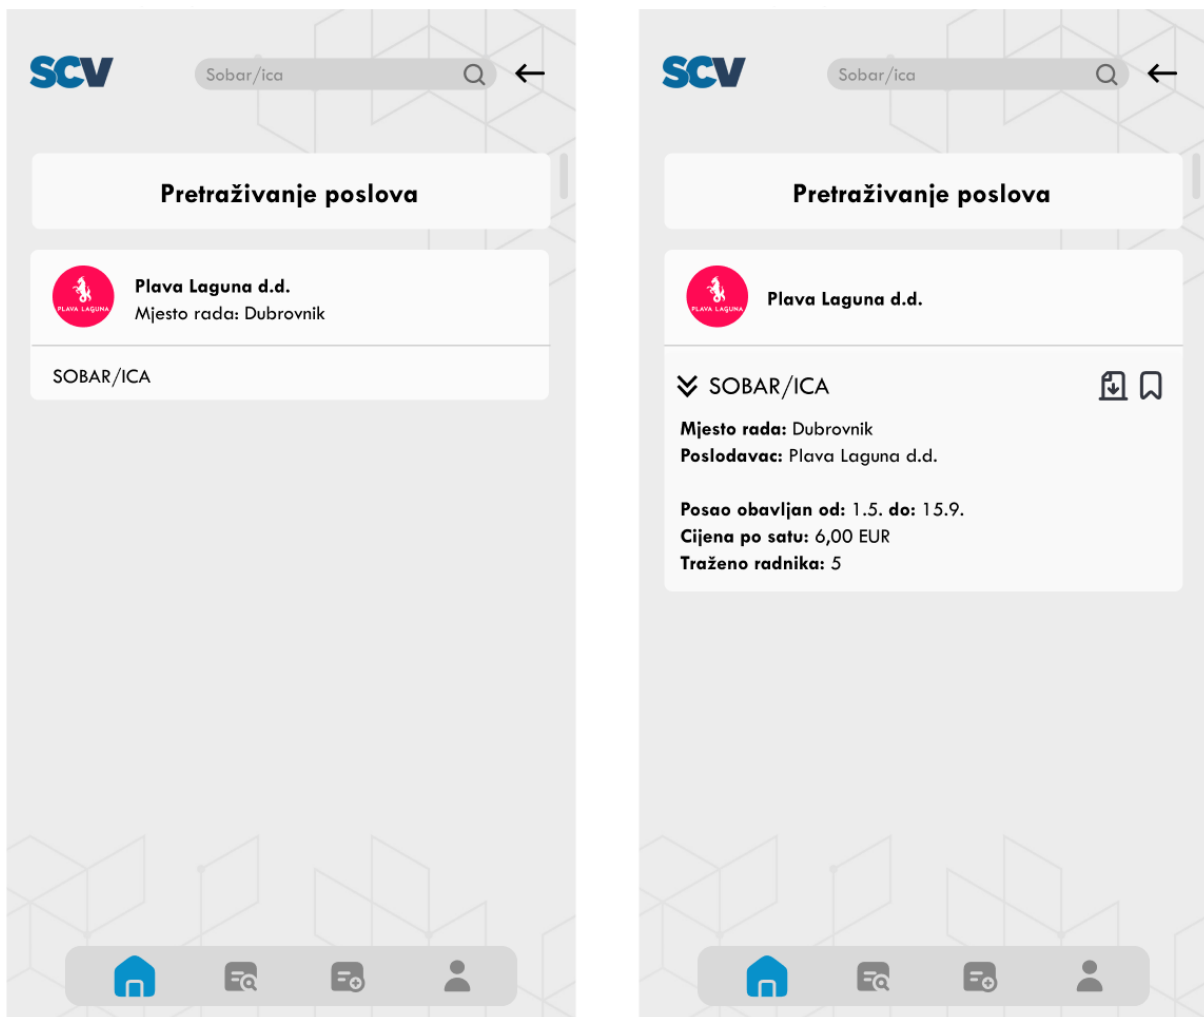 SCV
Sobar/ica
Pretraživanje poslova
PLAVA LAGUNA
Plava Laguna d.d.
Mjesto rada: Dubrovnik
SOBAR/ICA
SCV
Sobar/ica
Pretraživanje poslova
PLAVA LAGUNA
Plava Laguna d.d.
SOBAR/ICA
Mjesto rada: Dubrovnik
Poslodavac: Plava Laguna d.d.
Posao obavljan od: 1.5. do: 15.9.
Cijena po satu: 6,00 EUR
Traženo radnika: 5